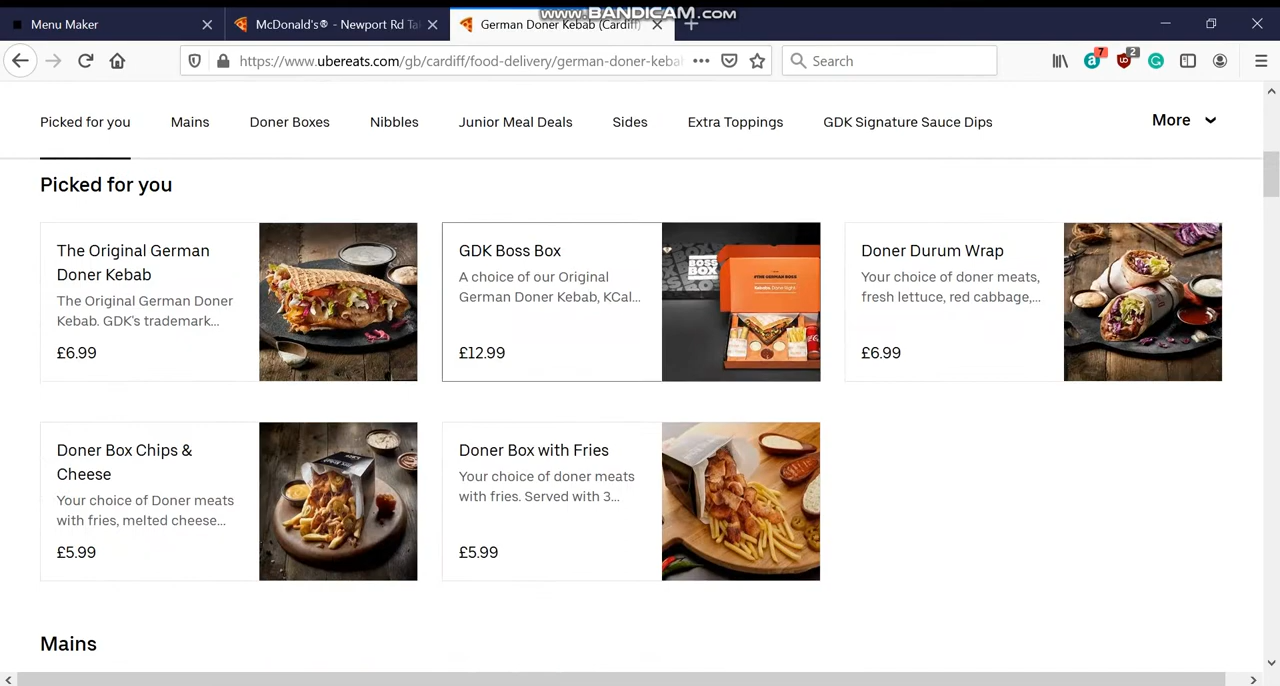 www.BANDICAM.com
Menu Maker
McDonald's® - Newport Rd Ta
German Doner Kebab (Cardiff)
https://www.ubereats.com/gb/cardiff/food-delivery/german-doner-keba
Search
7
2
Picked for you
Mains
Doner Boxes
Nibbles
Junior Meal Deals
Sides
Extra Toppings
GDK Signature Sauce Dips
More
Picked for you
The Original German
Doner Kebab
The Original German Doner
Kebab. GDK's trademark...
£6.99
GDK Boss Box
A choice of our Original
German Doner Kebab, KCal...
£12.99
BOSS
BOX
Doner Durum Wrap
Your choice of doner meats,
fresh lettuce, red cabbage,...
£6.99
Doner Box Chips &
Cheese
Your choice of Doner meats
with fries, melted cheese...
£5.99
Doner Box with Fries
Your choice of doner meats
with fries. Served with 3...
£5.99
Mains